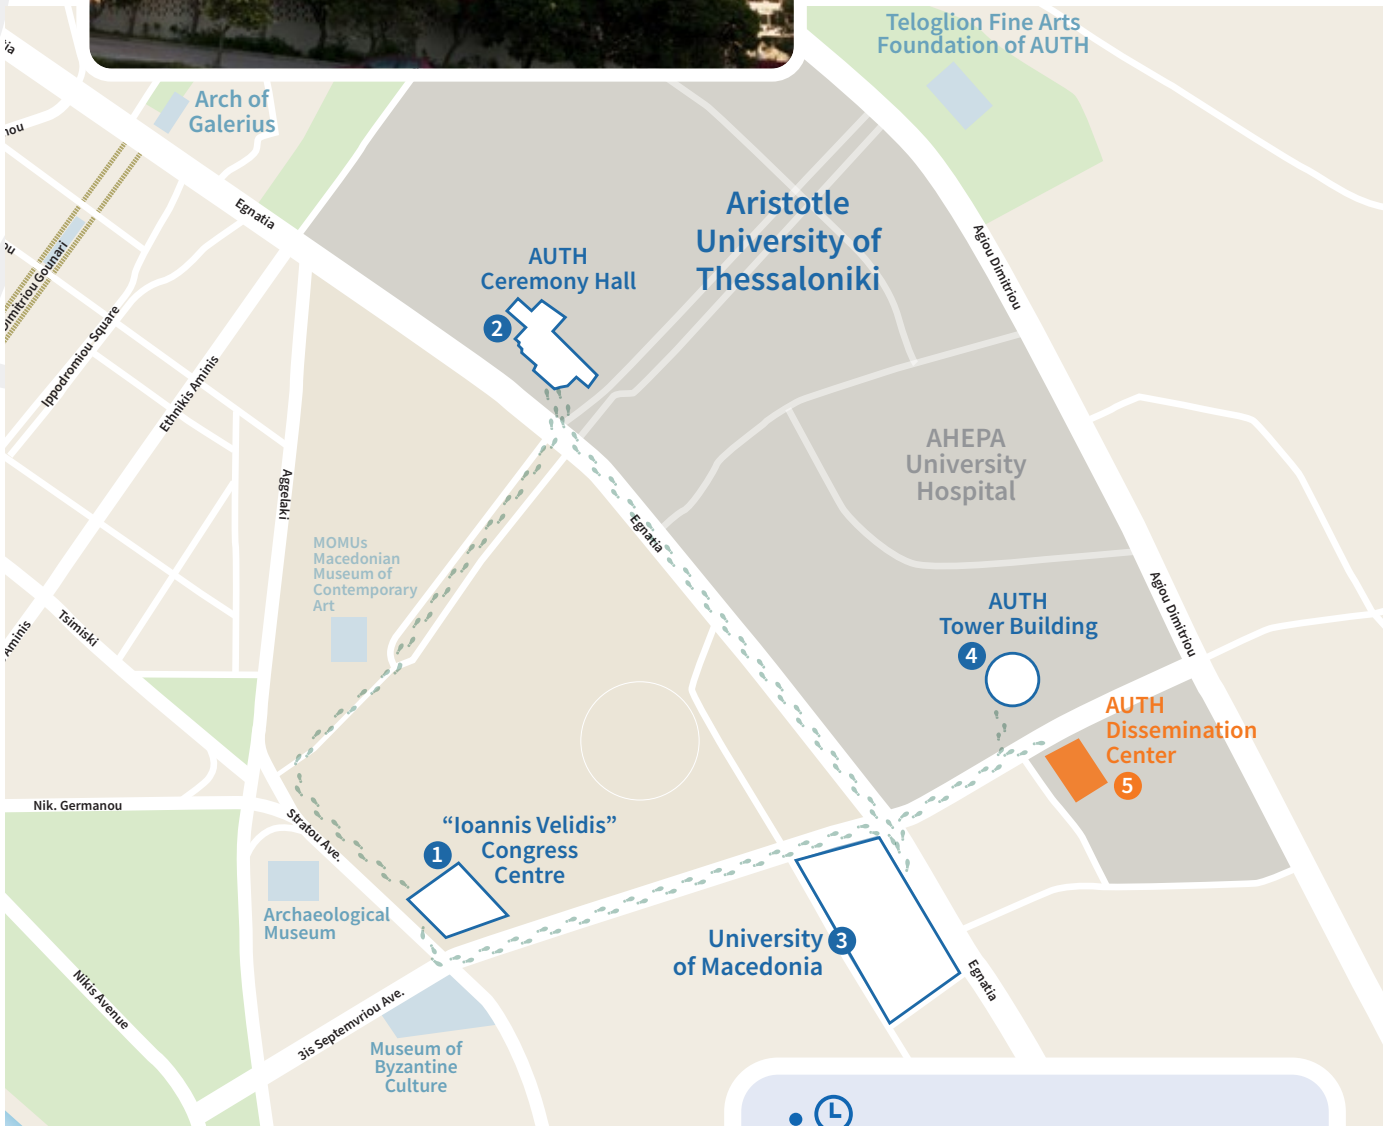 Teloglion Fine Arts
Foundation of AUTH
Arch of
Galerius
Egnatia
Aristotle
University of
Thessaloniki
AUTH
Ceremony Hall
2
Agiou Dimitriou
Dimitriou Gounari
Ippodromiou Square
Ethnikis Aminis
Aggelaki
AHEPA
University
Hospital
Egnatia
MOMUs
Macedonian
Museum of
Contemporary
Art
Agiou Dimitriou
AUTH
Tower Building
4
Tsimiski
Aminis
AUTH
Dissemination
Center
5
Nik. Germanou
Stratou Ave.
“Ioannis Velidis”
Congress
Centre
1
Archaeological
Museum
University
of Macedonia
3
Egnatia
Nikis Avenue
3is Septemvriou Ave.
Museum of
Byzantine
Culture